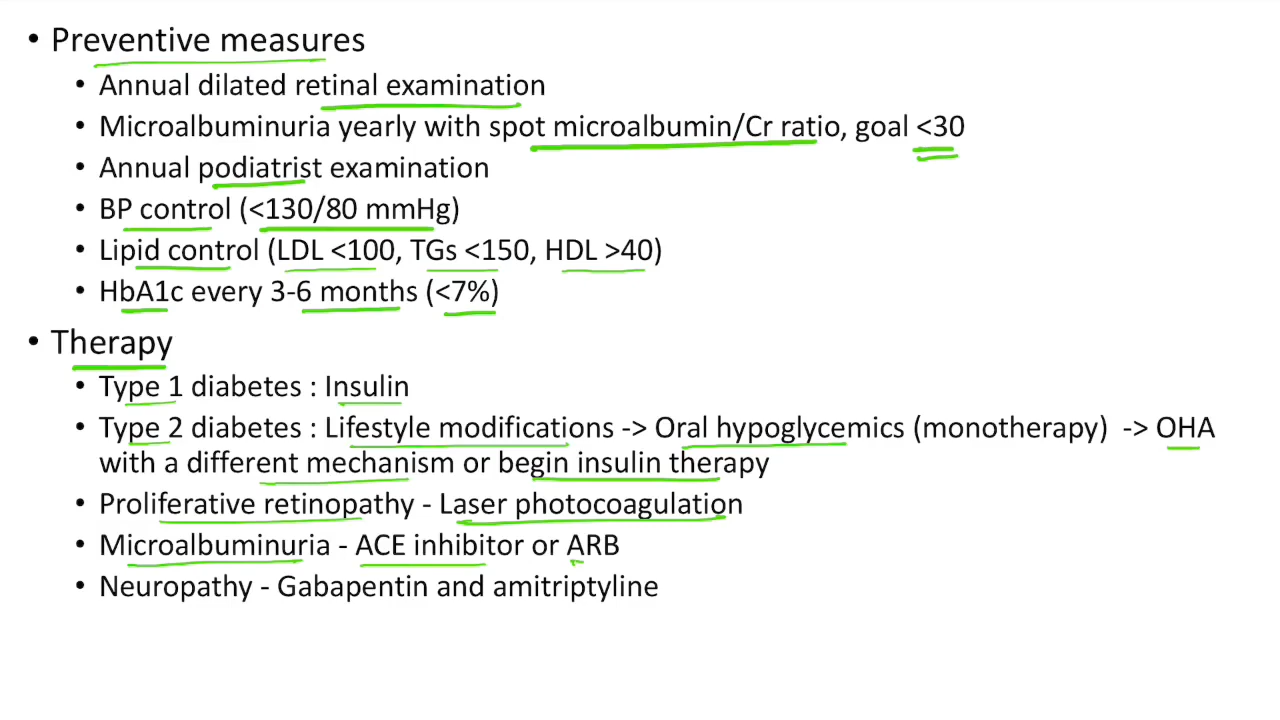 • Preventive measures
• Annual dilated retinal examination
• Microalbuminuria yearly with spot microalbumin/Cr ratio, goal <30
• Annual podiatrist examination
• BP control (<130/80 mmHg)
• Lipid control (LDL <100, TGs <150, HDL >40)
• HbA1c every 3-6 months (<7%)
• Therapy
• Type 1 diabetes : Insulin
• Type 2 diabetes : Lifestyle modifications -> Oral hypoglycemics (monotherapy)  -> OHA
with a different mechanism or begin insulin therapy
• Proliferative retinopathy - Laser photocoagulation
• Microalbuminuria - ACE inhibitor or ARB
• Neuropathy - Gabapentin and amitriptyline